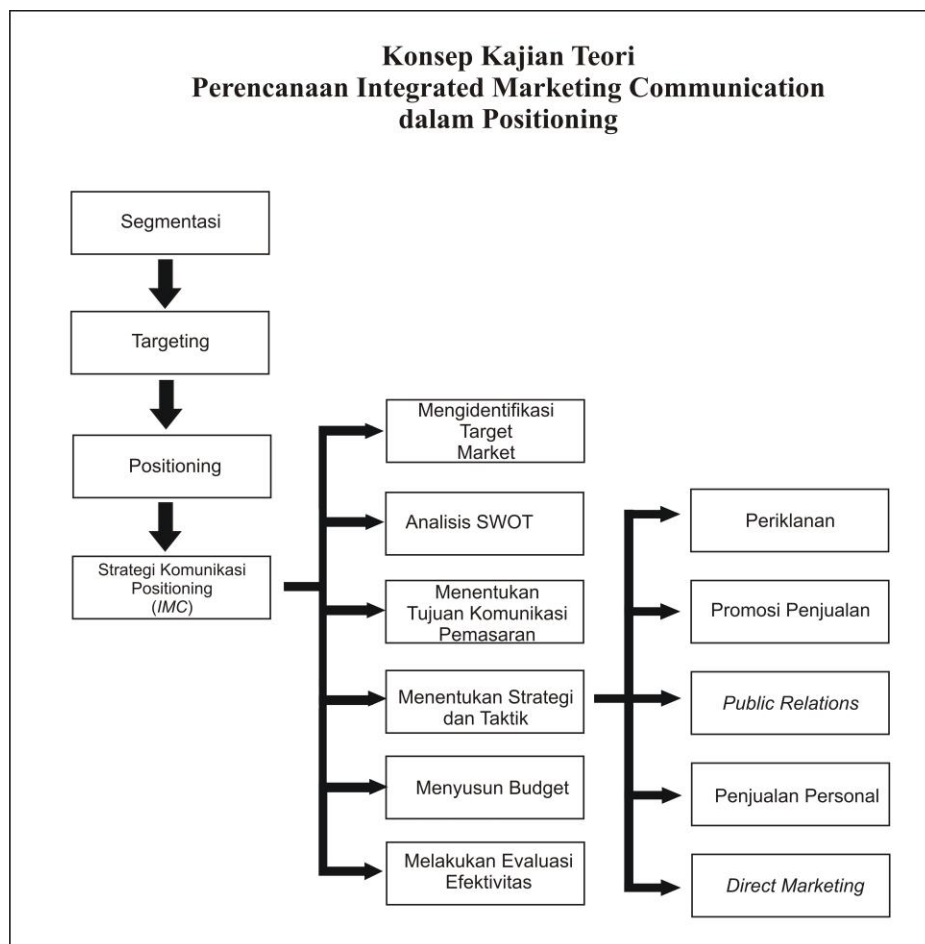 Konsep Kajian Teori
Perencanaan Integrated Marketing Communication
dalam Positioning
Segmentasi
Targeting
Positioning
Strategi Komunikasi
Positioning
(IMC)
Mengidentifikasi
Target
Market
Analisis SWOT
Menentukan
Tujuan Komunikasi
Pemasaran
Menentukan Strategi
dan Taktik
Menyusun Budget
Melakukan Evaluasi
Efektivitas
Periklanan
Promosi Penjualan
Public Relations
Penjualan Personal
Direct Marketing